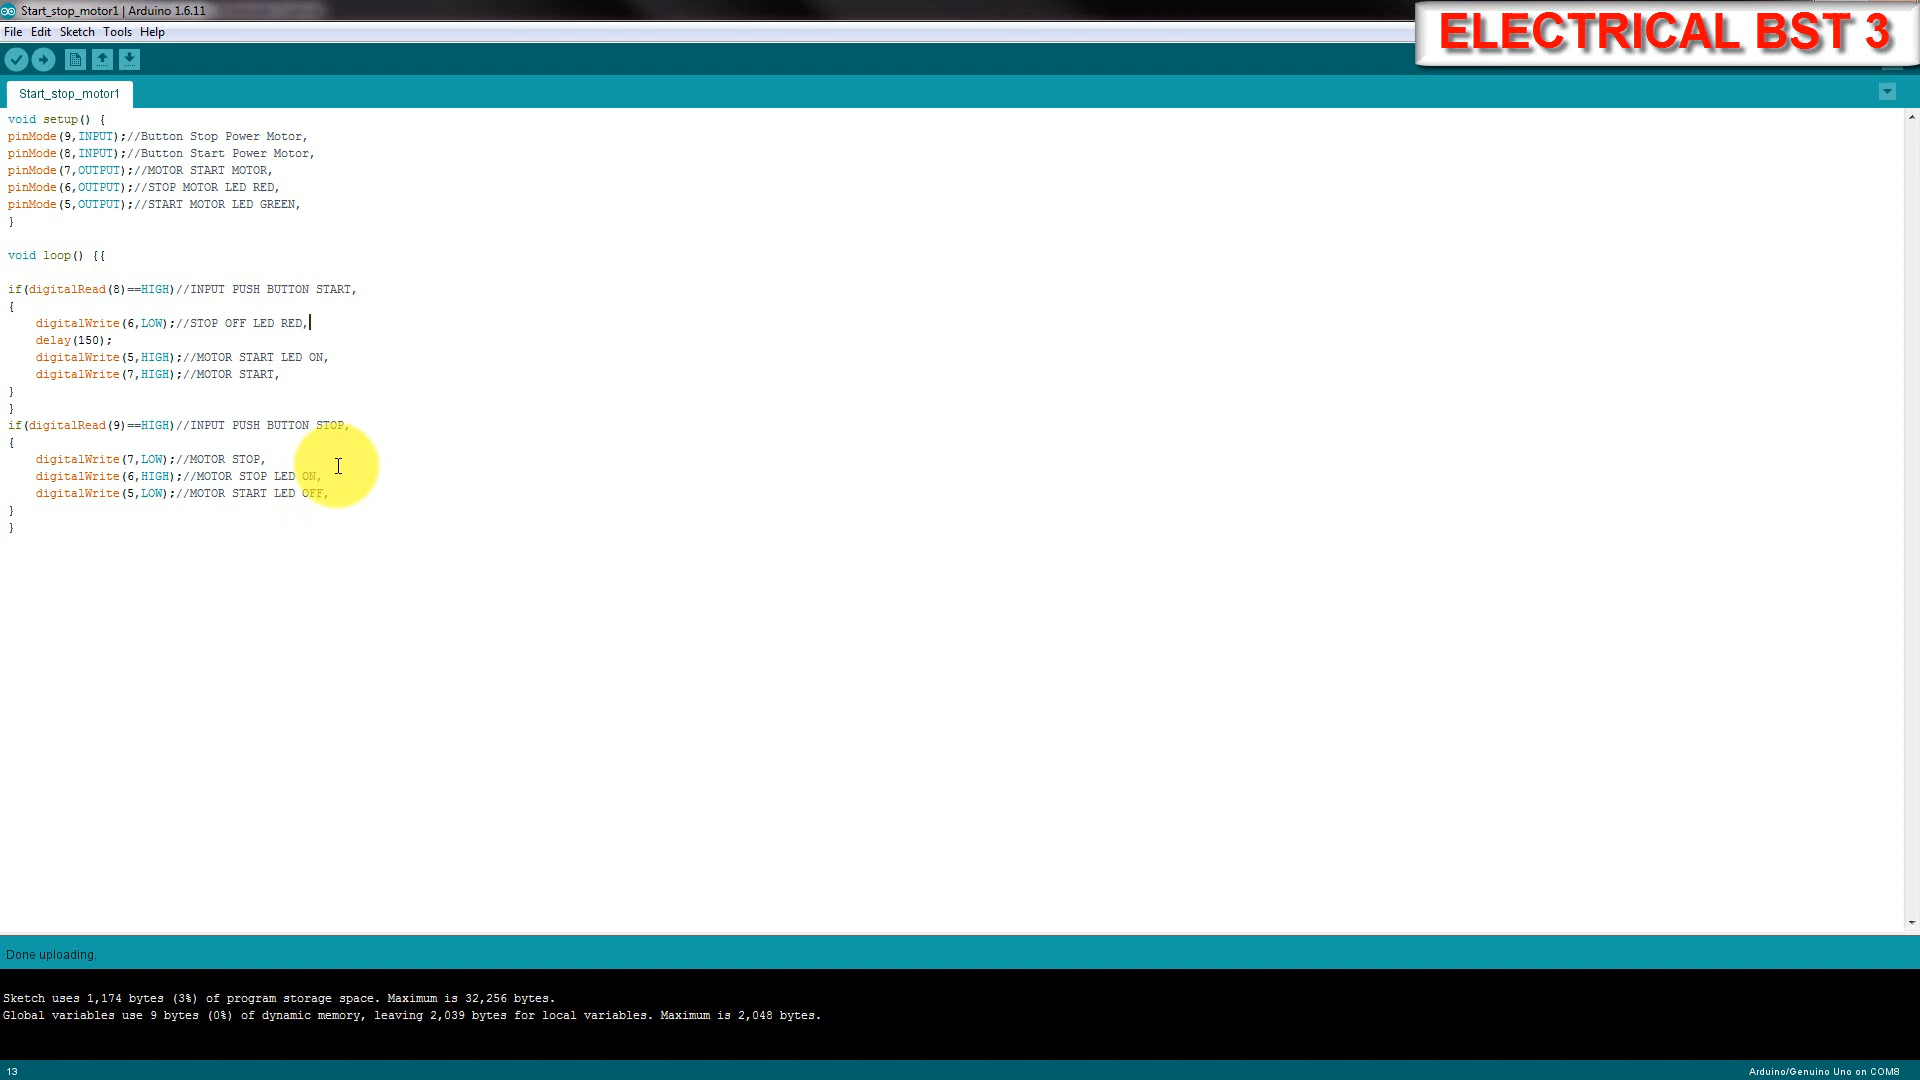 Start_stop_motor1 | Arduino 1.6.11
ELECTRICAL BST 3
File Edit Sketch Tools Help
Start_stop_motor1
void setup() {
pinMode(9,INPUT);//Button Stop Power Motor,
pinMode(8,INPUT);//Button Start Power Motor,
pinMode(7,OUTPUT);//MOTOR START MOTOR,
pinMode(6,OUTPUT);//STOP MOTOR LED RED,
pinMode(5,OUTPUT);//START MOTOR LED GREEN,
}
void loop() {{
if(digitalRead(8)==HIGH)//INPUT PUSH BUTTON START,
{
digitalWrite(6,LOW);//STOP OFF LED RED,
delay(150);
digitalWrite(5,HIGH);//MOTOR START LED ON,
digitalWrite(7,HIGH);//MOTOR START,
}
}
if(digitalRead(9)==HIGH)//INPUT PUSH BUTTON STOP,
{
digitalWrite(7,LOW);//MOTOR STOP,
digitalWrite(6,HIGH);//MOTOR STOP LED ON,
digitalWrite(5,LOW);//MOTOR START LED OFF,
}
}
Done uploading.
Sketch uses 1,174 bytes (3%) of program storage space. Maximum is 32,256 bytes.
Global variables use 9 bytes (0%) of dynamic memory, leaving 2,039 bytes for local variables. Maximum is 2,048 bytes.
13
Arduino/Genuino Uno on COM8